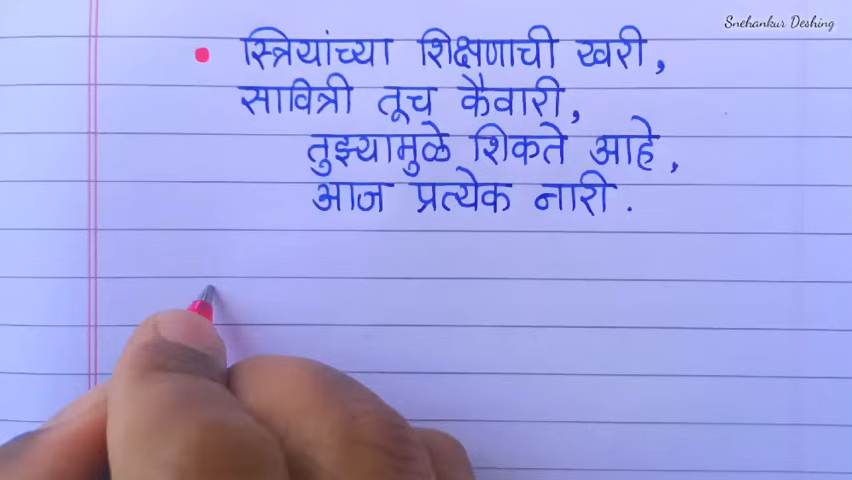 Snehankur Deshing
स्त्रियांच्या शिक्षणाची खरी,
सावित्री तूच कैवारी,
तुझ्यामुळे शिकते आहे,
आज प्रत्येक नारी.